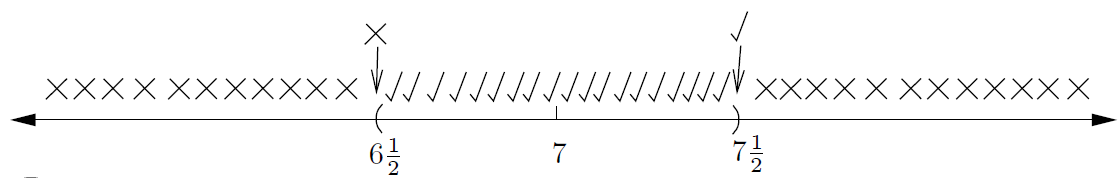 × ✓
× × × × × × × × × × × ✓ ✓ ✓ ✓ ✓ ✓ ✓ ✓ ✓ ✓ ✓ ✓ ✓ ✓ ✓ ✓ ✓ ✓ × × × × × × × × × × × ×
( )
6½ 7 7½